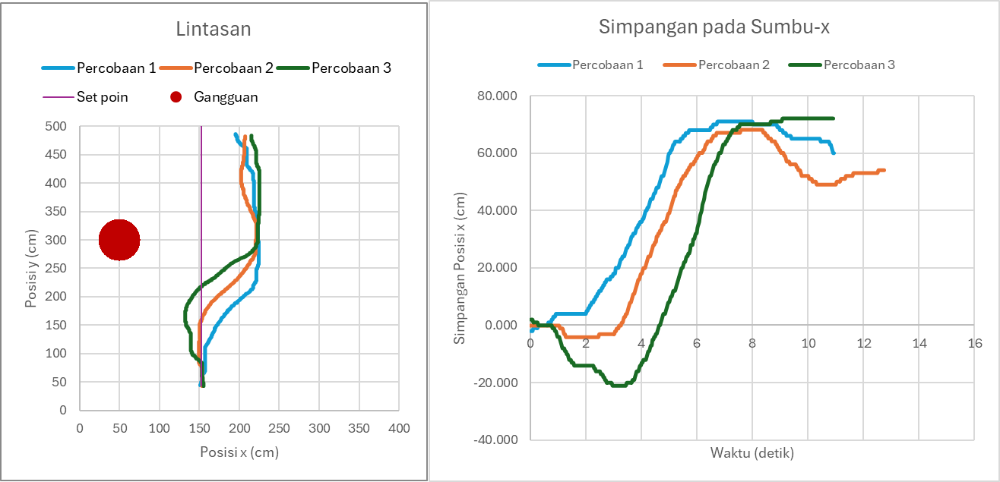 Lintasan
Percobaan 1 Percobaan 2 Percobaan 3
Set poin Gangguan
500
450
400
350
300
250
200
150
100
50
0
0 50 100 150 200 250 300 350 400
Posisi y (cm)
Posisi x (cm)
Simpangan pada Sumbu-x
Percobaan 1 Percobaan 2 Percobaan 3
80.000
60.000
40.000
20.000
0.000
-20.000
-40.000
0 2 4 6 8 10 12 14 16
Simpangan Posisi x (cm)
Waktu (detik)